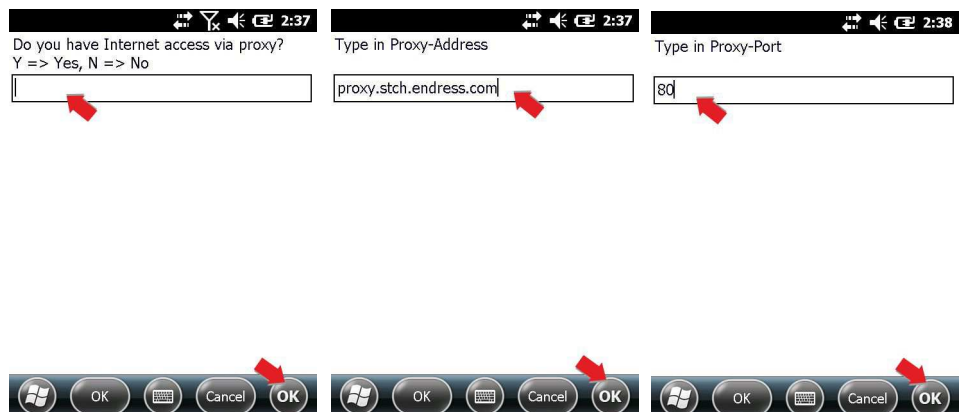 2:37
Do you have Internet access via proxy?
Y => Yes, N => No
OK
Cancel
OK
2:37
Type in Proxy-Address
proxy.stch.endress.com
OK
Cancel
OK
2:38
Type in Proxy-Port
80
OK
Cancel
OK